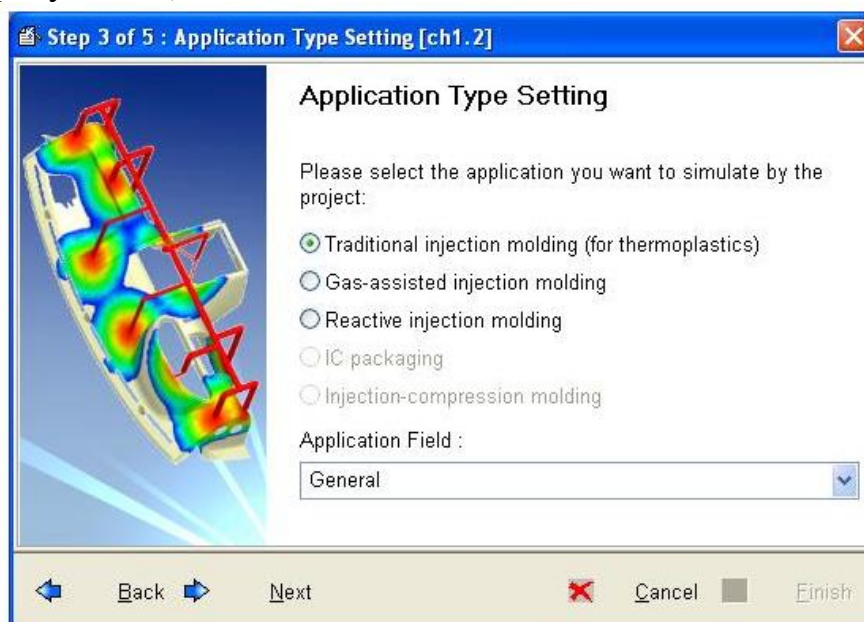 Step 3 of 5 : Application Type Setting [ch1.2]
Application Type Setting
Please select the application you want to simulate by the
project:
Traditional injection molding (for thermoplastics)
Gas-assisted injection molding
Reactive injection molding
IC packaging
Injection-compression molding
Application Field :
General
Back Next Cancel Finish